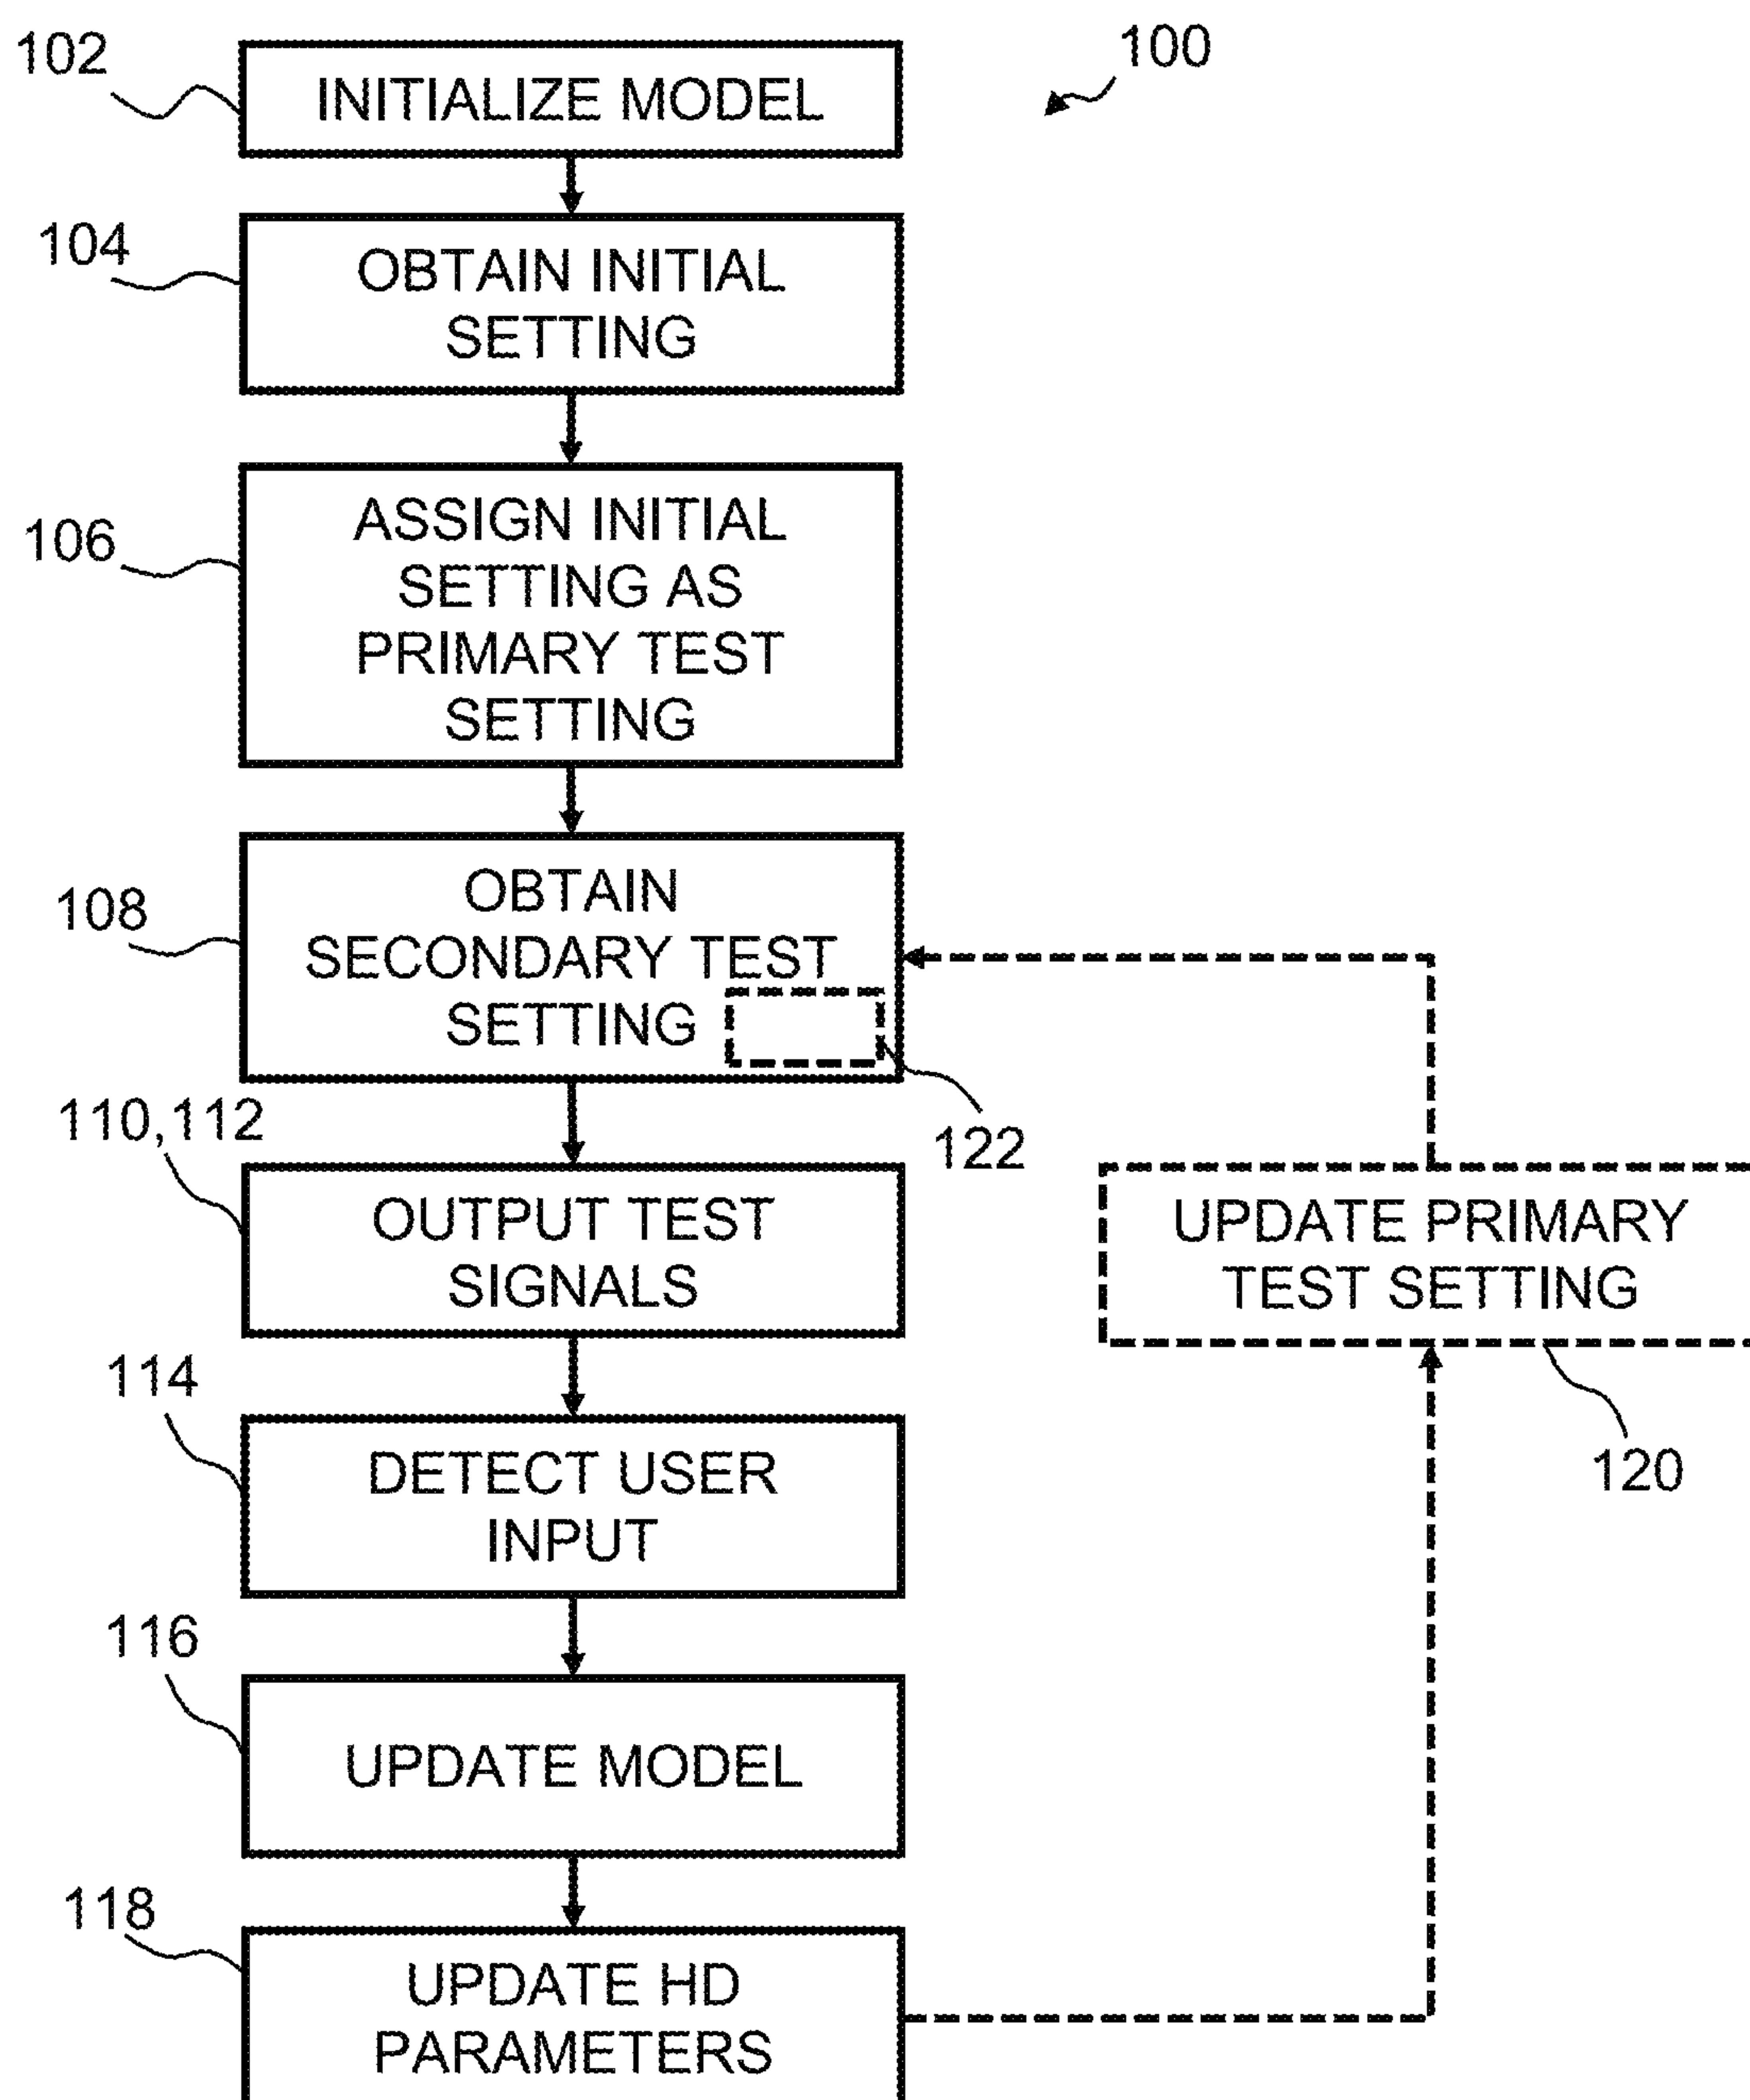 102
INITIALIZE MODEL
100
104
OBTAIN INITIAL
SETTING
106
ASSIGN INITIAL
SETTING AS
PRIMARY TEST
SETTING
108
OBTAIN
SECONDARY TEST
SETTING
122
110,112
OUTPUT TEST
SIGNALS
UPDATE PRIMARY
TEST SETTING
120
114
DETECT USER
INPUT
116
UPDATE MODEL
118
UPDATE HD
PARAMETERS